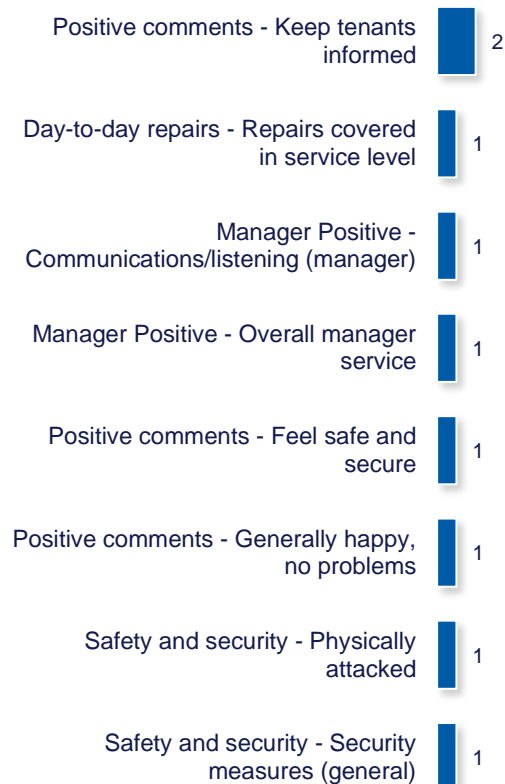 Positive comments - Keep tenants
informed
2
Day-to-day repairs - Repairs covered
in service level
1
Manager Positive -
Communications/listening (manager)
1
Manager Positive - Overall manager
service
1
Positive comments - Feel safe and
secure
1
Positive comments - Generally happy,
no problems
1
Safety and security - Physically
attacked
1
Safety and security - Security
measures (general)
1